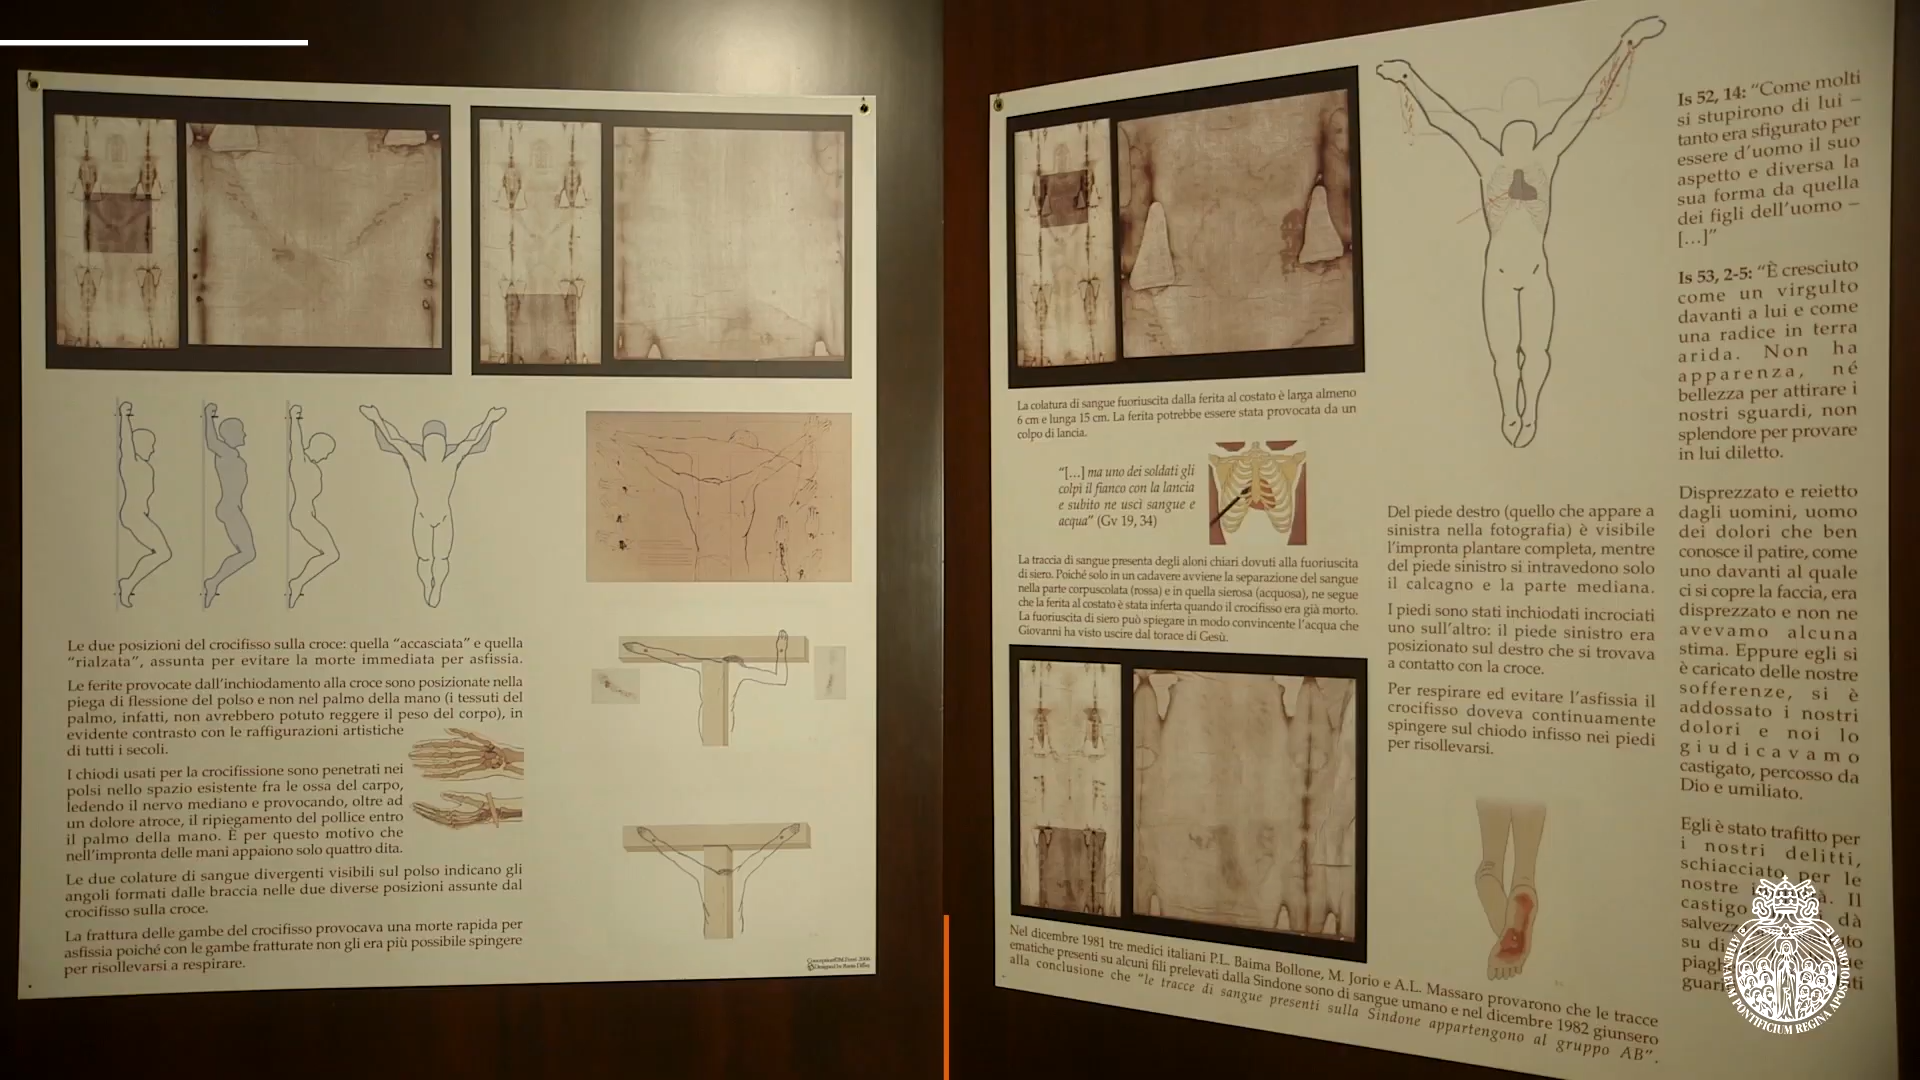 Le due posizioni del crocifisso sulla croce: quella “accasciata” e quella
“rialzata”, assunta per evitare la morte immediata per asfissia.
Le ferite provocate dall’inchiodamento alla croce sono posizionate nella
piega di flessione del polso e non nel palmo della mano (i tessuti del
palmo, infatti, non avrebbero potuto reggere il peso del corpo), in
evidente contrasto con le raffigurazioni artistiche
di tutti i secoli.
I chiodi usati per la crocifissione sono penetrati nei
polsi nello spazio esistente fra le ossa del carpo,
ledendo il nervo mediano e provocando, oltre ad
un dolore atroce, il ripiegamento del pollice entro
il palmo della mano. È per questo motivo che
nell’impronta delle mani appaiono solo quattro dita.
Le due colature di sangue divergenti visibili sul polso indicano gli
angoli formati dalle braccia nelle due diverse posizioni assunte dal
crocifisso sulla croce.
La frattura delle gambe del crocifisso provocava una morte rapida per
asfissia poiché con le gambe fratturate non gli era più possibile spingere
per risollevarsi a respirare.
La colatura di sangue fuoriuscita dalla ferita al costato è larga almeno
6 cm e lunga 15 cm. La ferita potrebbe essere stata provocata da un
colpo di lancia.
“[...] ma uno dei soldati gli
colpì il fianco con la lancia
e subito ne uscì sangue e
acqua” (Gv 19, 34)
La traccia di sangue presenta degli aloni chiari dovuti alla fuoriuscita
di siero. Poiché solo in un cadavere avviene la separazione del sangue
nella parte corpuscolata (rossa) e in quella sierosa (acquosa), ne segue
che la ferita al costato è stata inferta quando il crocifisso era già morto.
La fuoriuscita di siero può spiegare in modo convincente l’acqua che
Giovanni ha visto uscire dal torace di Gesù.
Nel dicembre 1981 tre medici italiani P.L. Baima Bollone, M. Jorio e A.L. Massaro provarono che le tracce
ematiche presenti su alcuni fili prelevati dalla Sindone sono di sangue umano e nel dicembre 1982 giunsero
alla conclusione che “le tracce di sangue presenti sulla Sindone appartengono al gruppo AB”.
Del piede destro (quello che appare a
sinistra nella fotografia) è visibile
l’impronta plantare completa, mentre
del piede sinistro si intravedono solo
il calcagno e la parte mediana.
I piedi sono stati inchiodati incrociati
uno sull’altro: il piede sinistro era
posizionato sul destro che si trovava
a contatto con la croce.
Per respirare ed evitare l’asfissia il
crocifisso doveva continuamente
spingere sul chiodo infisso nei piedi
per risollevarsi.
Is 52, 14: “Come molti
si stupirono di lui –
tanto era sfigurato per
essere d’uomo il suo
aspetto e diversa la
sua forma da quella
dei figli dell’uomo –
[...]”
Is 53, 2-5: “È cresciuto
come un virgulto
davanti a lui e come
una radice in terra
arida. Non ha
apparenza, né
bellezza per attirare i
nostri sguardi, non
splendore per provare
in lui diletto.
Disprezzato e reietto
dagli uomini, uomo
dei dolori che ben
conosce il patire, come
uno davanti al quale
ci si copre la faccia, era
disprezzato e non ne
avevamo alcuna
stima. Eppure egli si
è caricato delle nostre
sofferenze, si è
addossato i nostri
dolori e noi lo
giudicavamo
castigato, percosso da
Dio e umiliato.
Egli è stato trafitto per
i nostri delitti,
schiacciato per le
nostre
castigo dà
su
ATHENAEUM PONTIFICIUM REGINA APOSTOLORUM